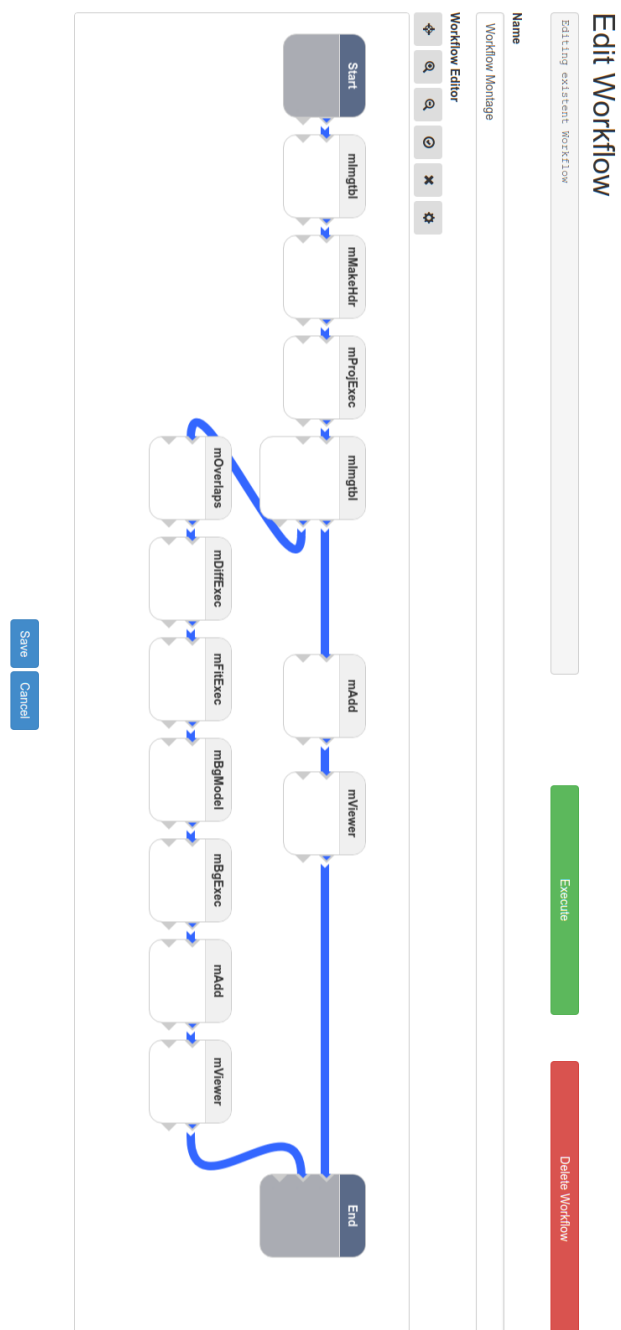 Edit Workflow
Editing existent Workflow
Execute
Delete Workflow
Name
Workflow Montage
Workflow Editor
Start
mImgtbl
mMakeHdr
mProjExec
mImgtbl
mAdd
mViewer
End
mOverlaps
mDiffExec
mFitExec
mBgModel
mBgExec
mAdd
mViewer
Save
Cancel